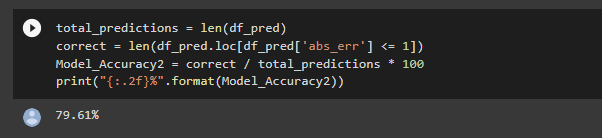 total_predictions = len(df_pred)
correct = len(df_pred.loc[df_pred['abs_err'] <= 1])
Model_Accuracy2 = correct / total_predictions * 100
print("{:.2f}%".format(Model_Accuracy2))
79.61%